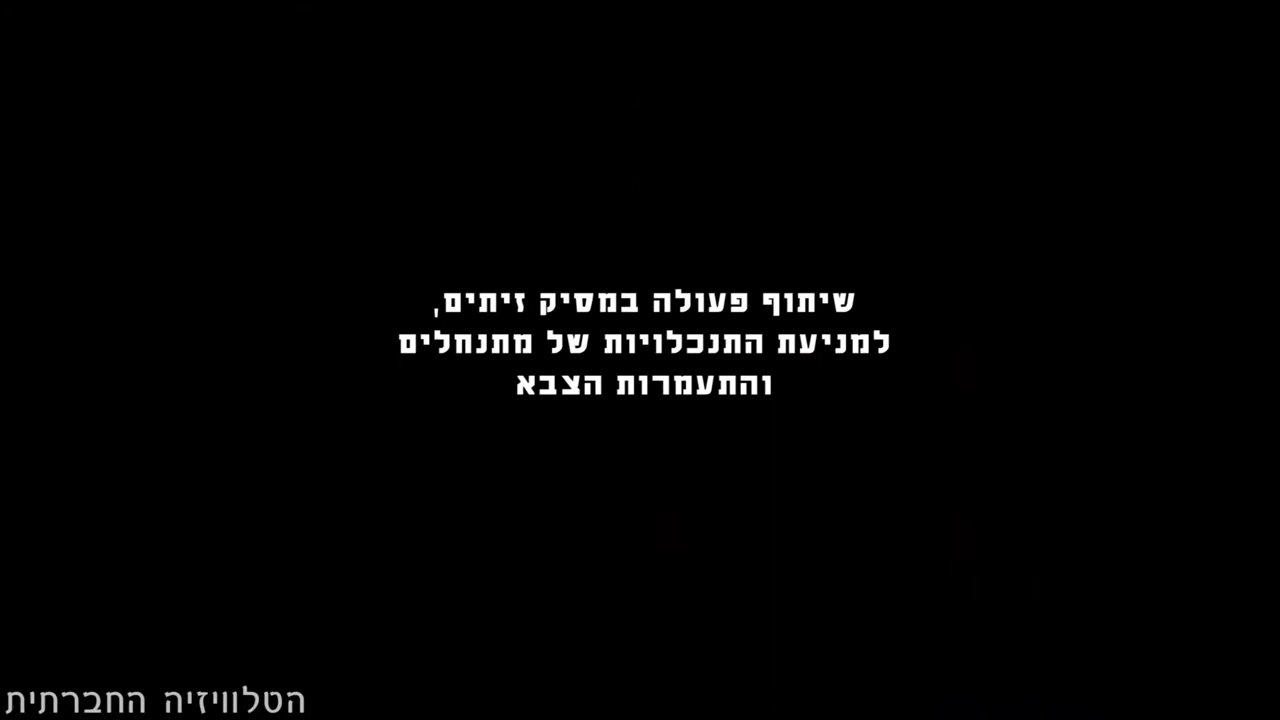 שיתוף פעולה במסיק זיתים,
למניעת התנכלויות של מתנחלים
והתעמרות הצבא
הטלוויזיה החברתית